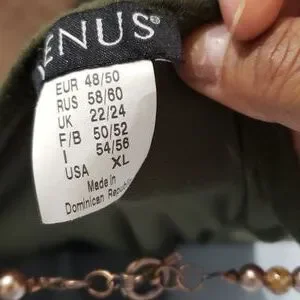 ENUS®
EUR 48/50
RUS 58/60
UK 22/24
F/B 50/52
I 54/56
USA XL
Made in
Dominican Republic